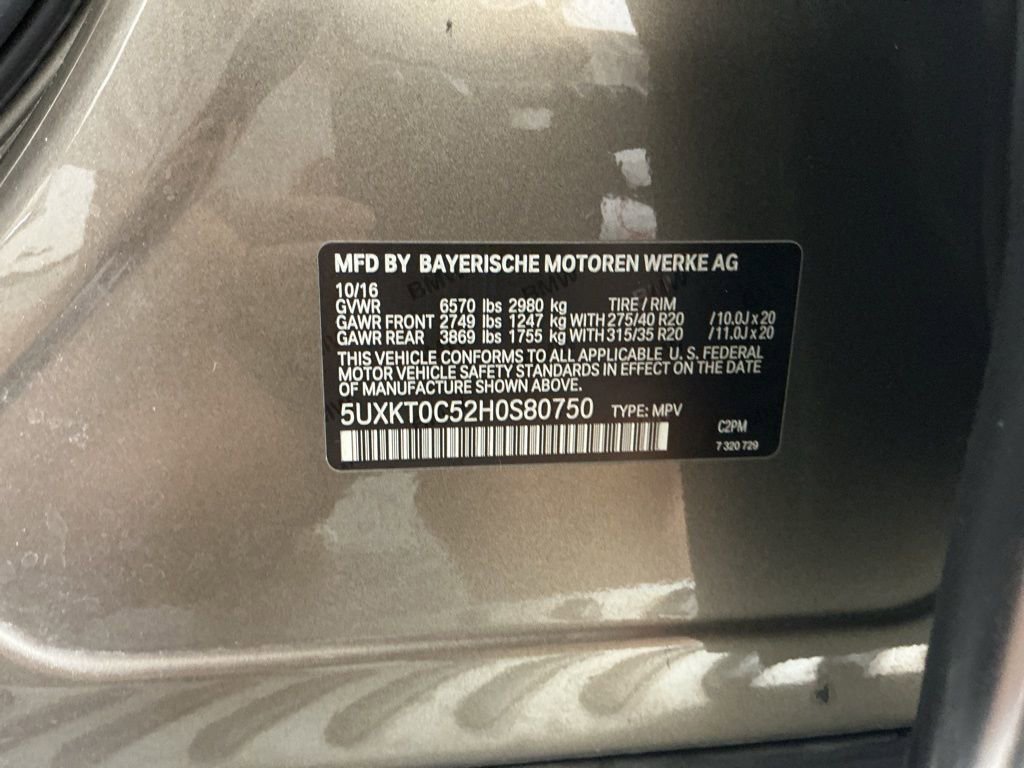 MFD BY BAYERISCHE MOTOREN WERKE AG
10/16
GVWR 6570 lbs 2980 kg TIRE / RIM
GAWR FRONT 2749 lbs 1247 kg WITH 275/40 R20 /10.0J x 20
GAWR REAR 3869 lbs 1755 kg WITH 315/35 R20 /11.0J x 20
THIS VEHICLE CONFORMS TO ALL APPLICABLE U. S. FEDERAL
MOTOR VEHICLE SAFETY STANDARDS IN EFFECT ON THE DATE
OF MANUFACTURE SHOWN ABOVE.
5UXKT0C52H0S80750 TYPE: MPV
C2PM
7 320 729